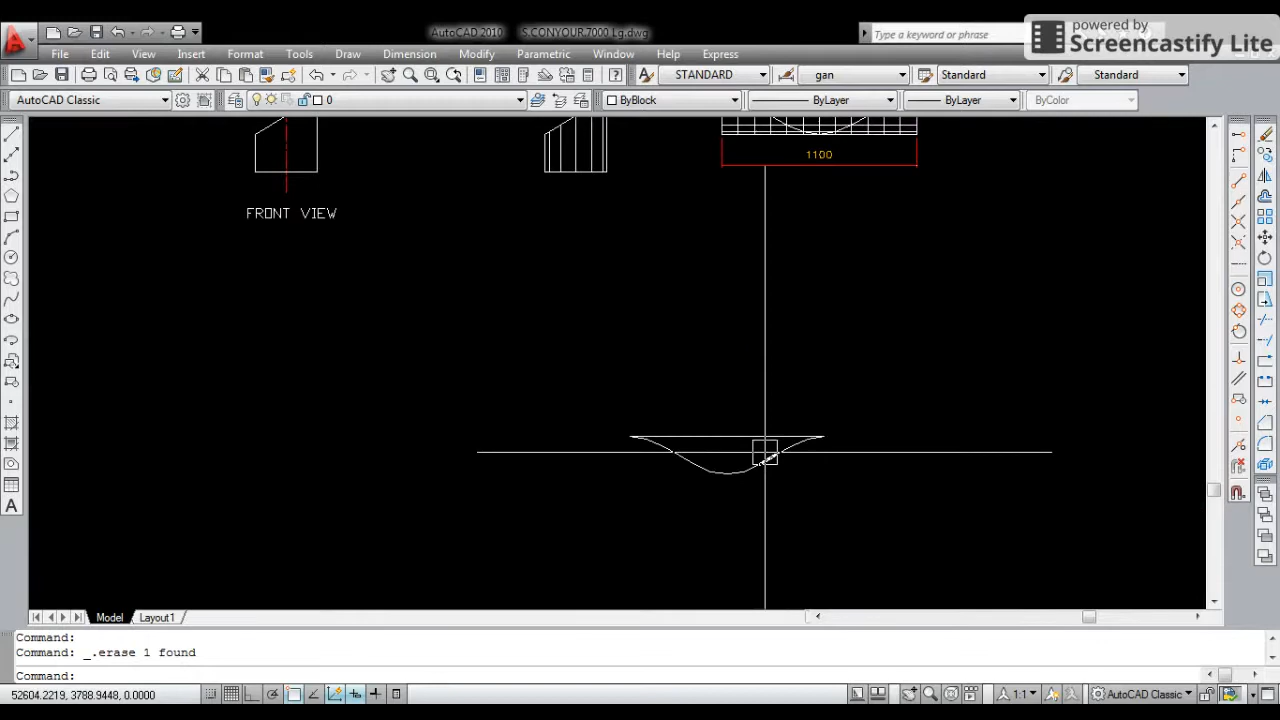 AutoCAD 2010 S.CONYOUR.7000 Lg.dwg
Type a keyword or phrase
powered by
Screencastify Lite
File Edit View Insert Format Tools Draw Dimension Modify Parametric Window Help Express
STANDARD gan Standard Standard
AutoCAD Classic 0 ByBlock ByLayer ByLayer ByColor
1100
FRONT VIEW
A
Model Layout1
Command:
Command: _.erase 1 found
Command:
52604.2219, 3788.9448, 0.0000 1:1 AutoCAD Classic